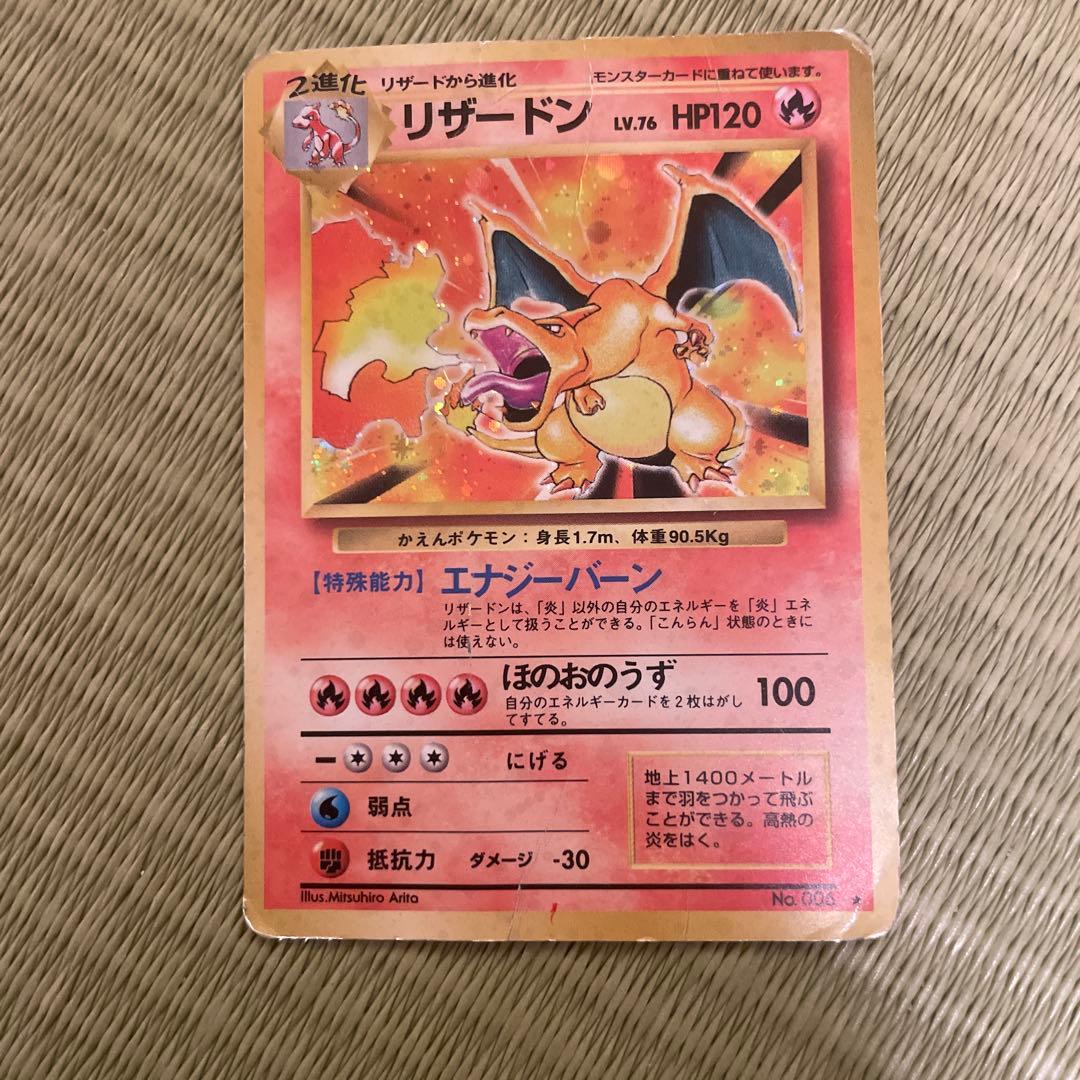 2進化
リザードから進化
モンスターカードに重ねて使います。
リザードン LV.76 HP120
かえんポケモン：身長1.7m、体重90.5Kg
【特殊能力】エナジーバーン
リザードンは、「炎」以外の自分のエネルギーを「炎」エネ
ルギーとして扱うことができる。「こんらん」状態のときに
は使えない。
ほのおのうず 100
自分のエネルギーカードを2枚はがし
てすてる。
にげる
弱点
抵抗力 ダメージ -30
地上1400メートル
まで羽をつかって飛ぶ
ことができる。高熱の
炎をはく。
Illus.Mitsuhiro Arita
No. 006